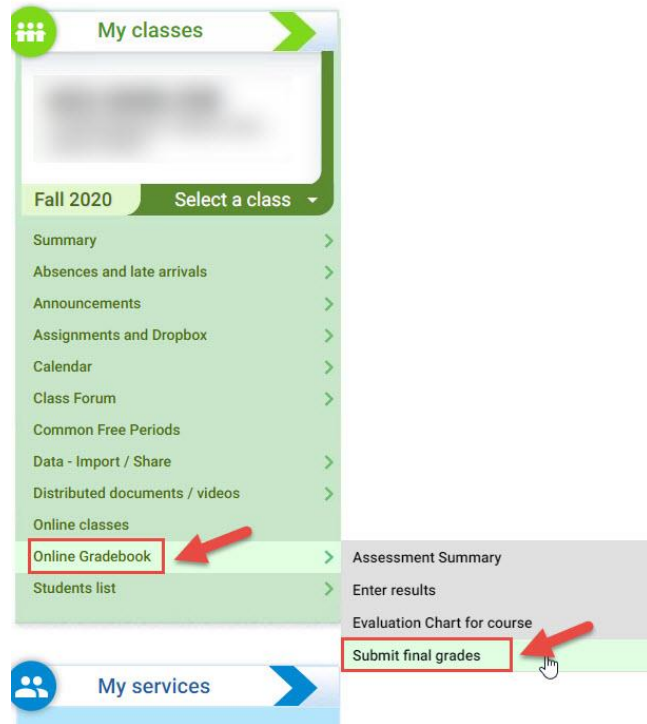 My classes
Fall 2020 Select a class
Summary
Absences and late arrivals
Announcements
Assignments and Dropbox
Calendar
Class Forum
Common Free Periods
Data - Import / Share
Distributed documents / videos
Online classes
Online Gradebook
Students list
Assessment Summary
Enter results
Evaluation Chart for course
Submit final grades
My services